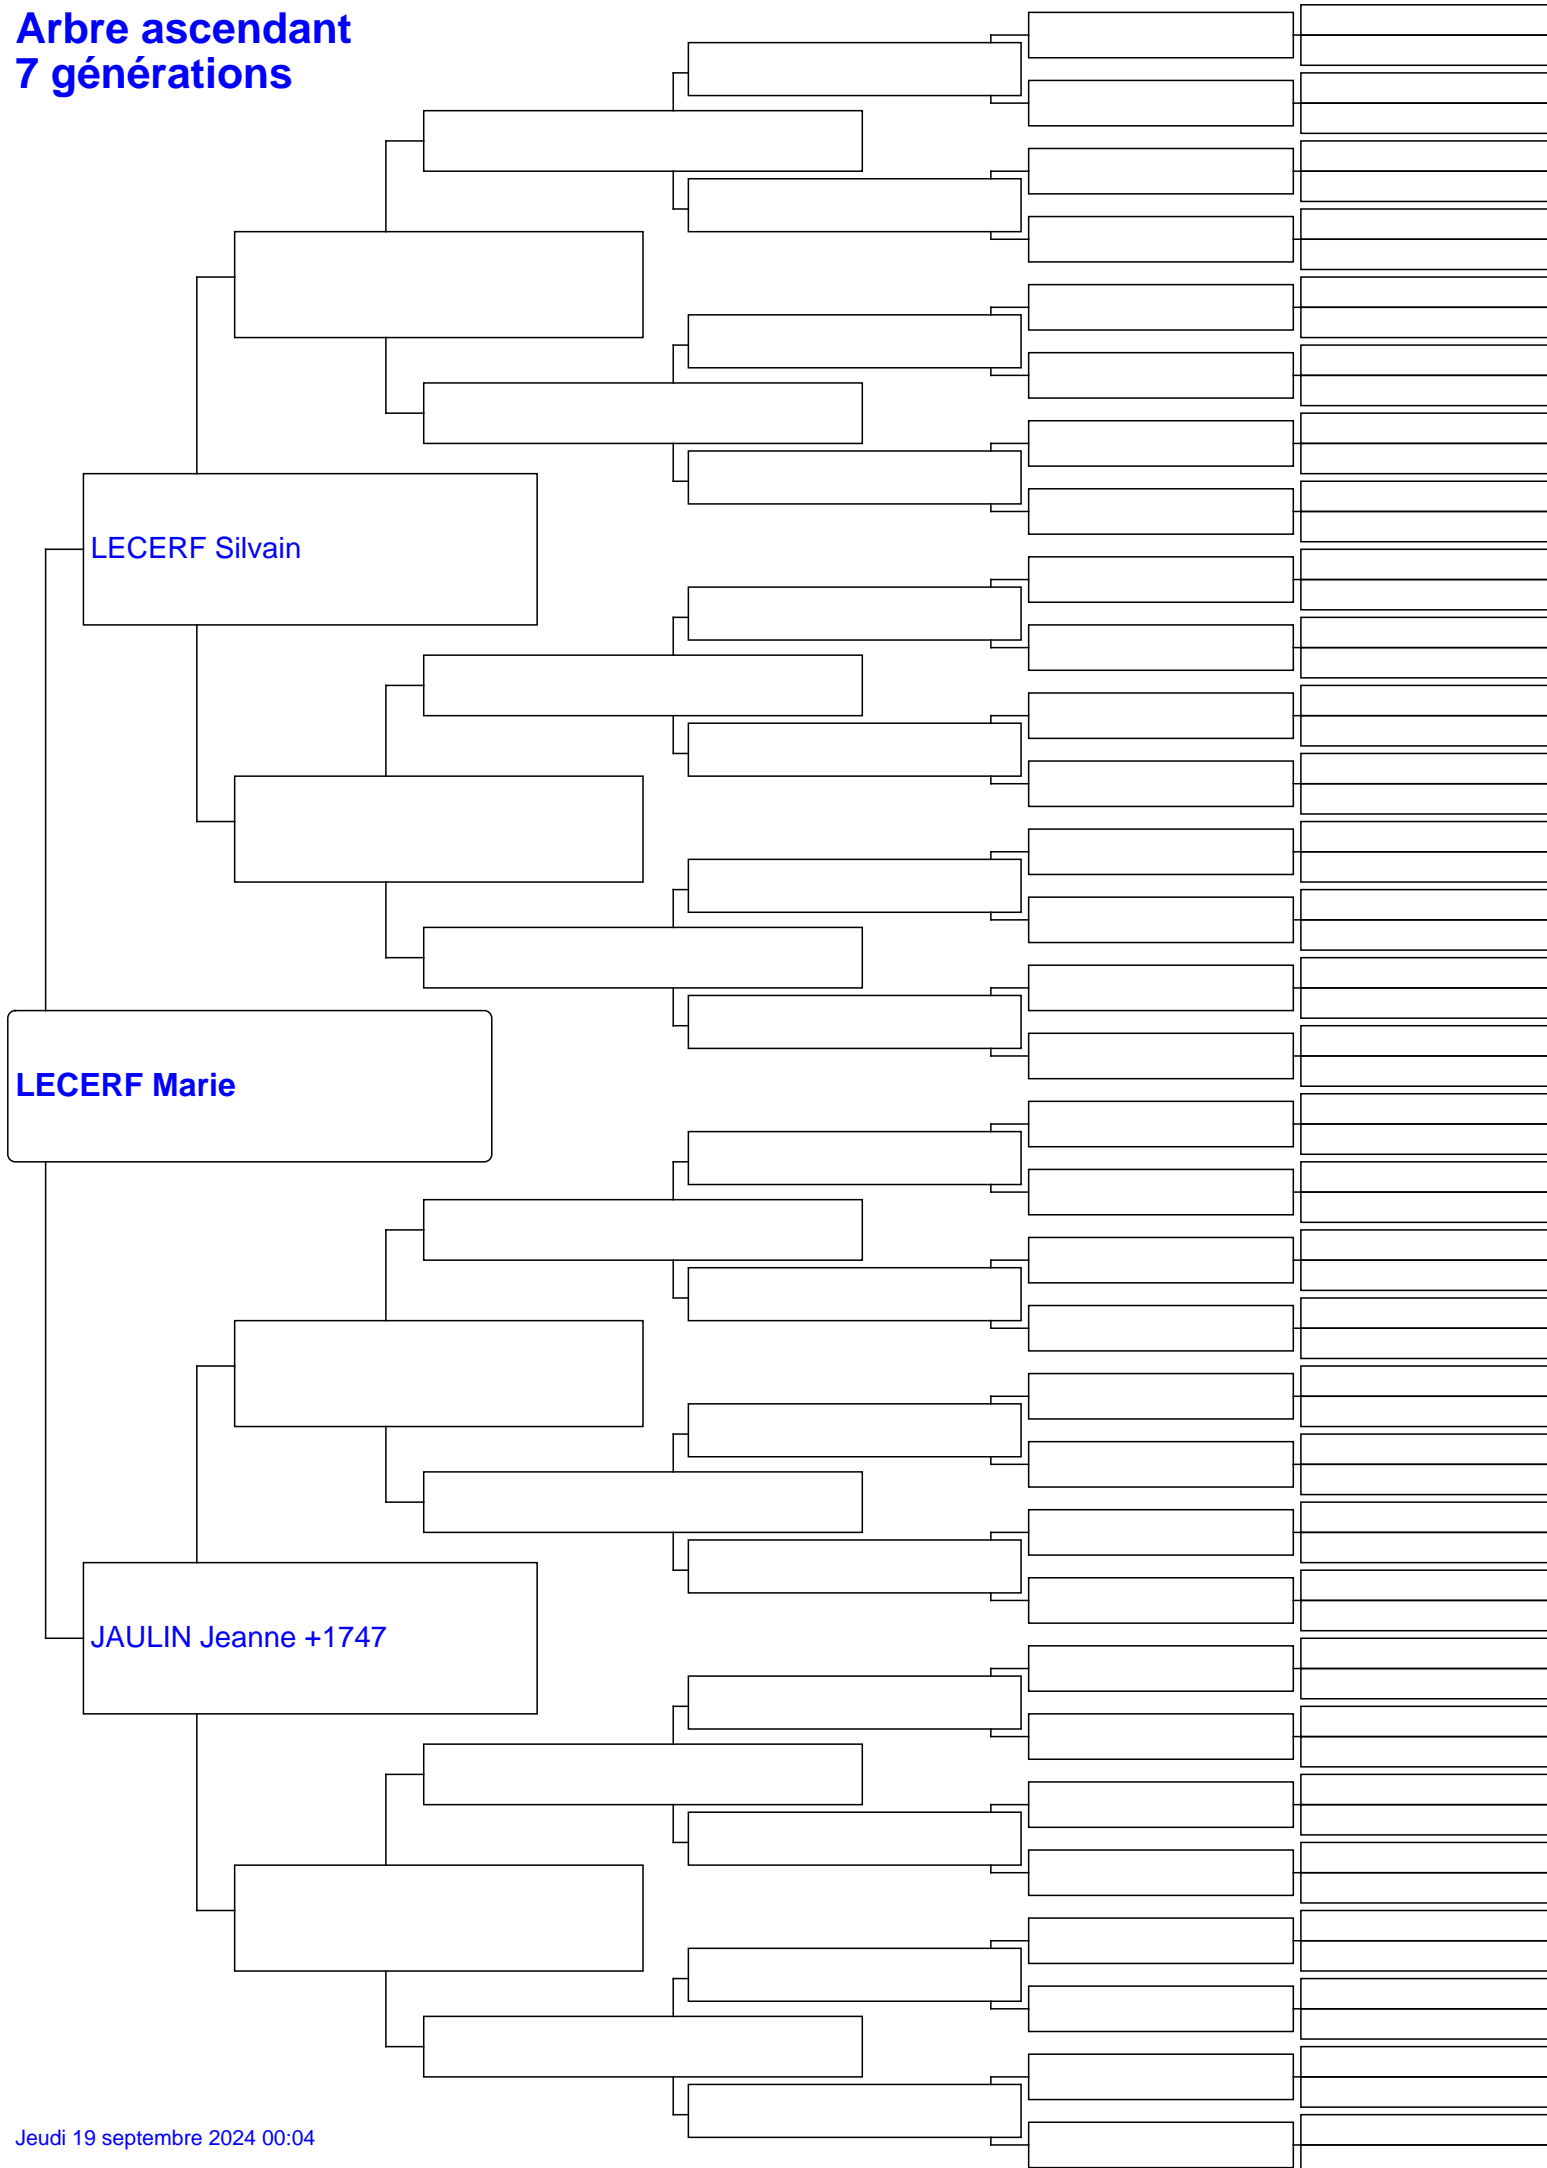 Arbre ascendant
7 générations
LECERF Silvain
LECERF Marie
JAULIN Jeanne +1747
Jeudi 19 septembre 2024 00:04